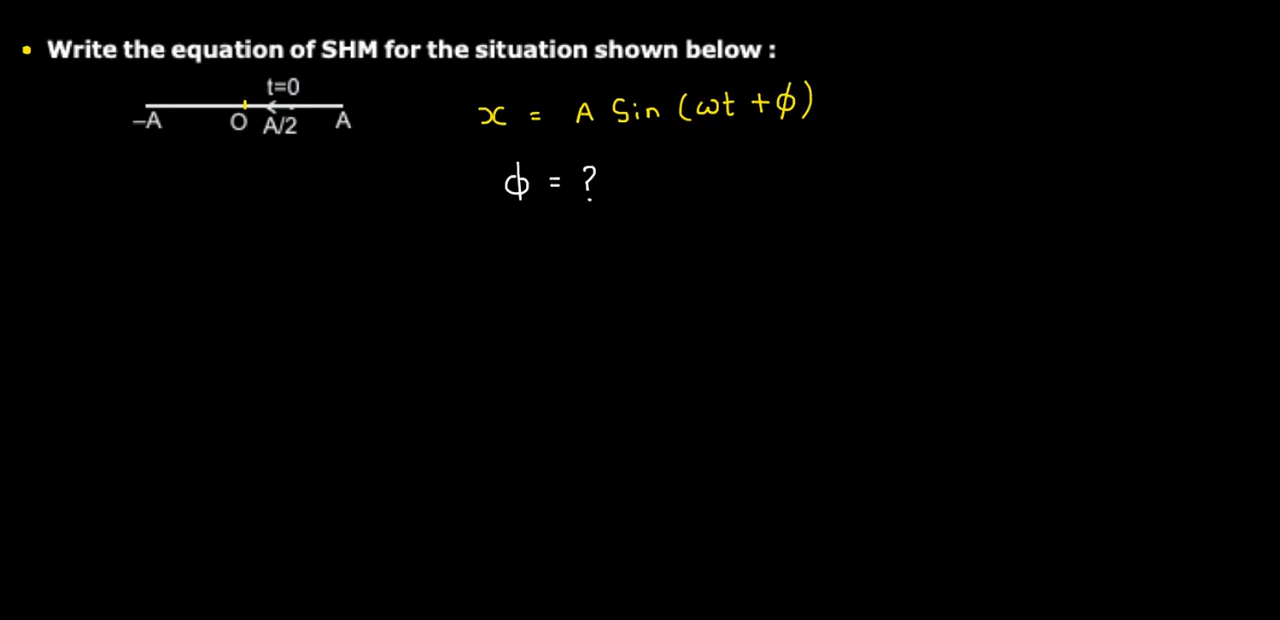 • Write the equation of SHM for the situation shown below :
t=0
–A O A/2 A
x = A Sin (ωt + ϕ)
ϕ = ?